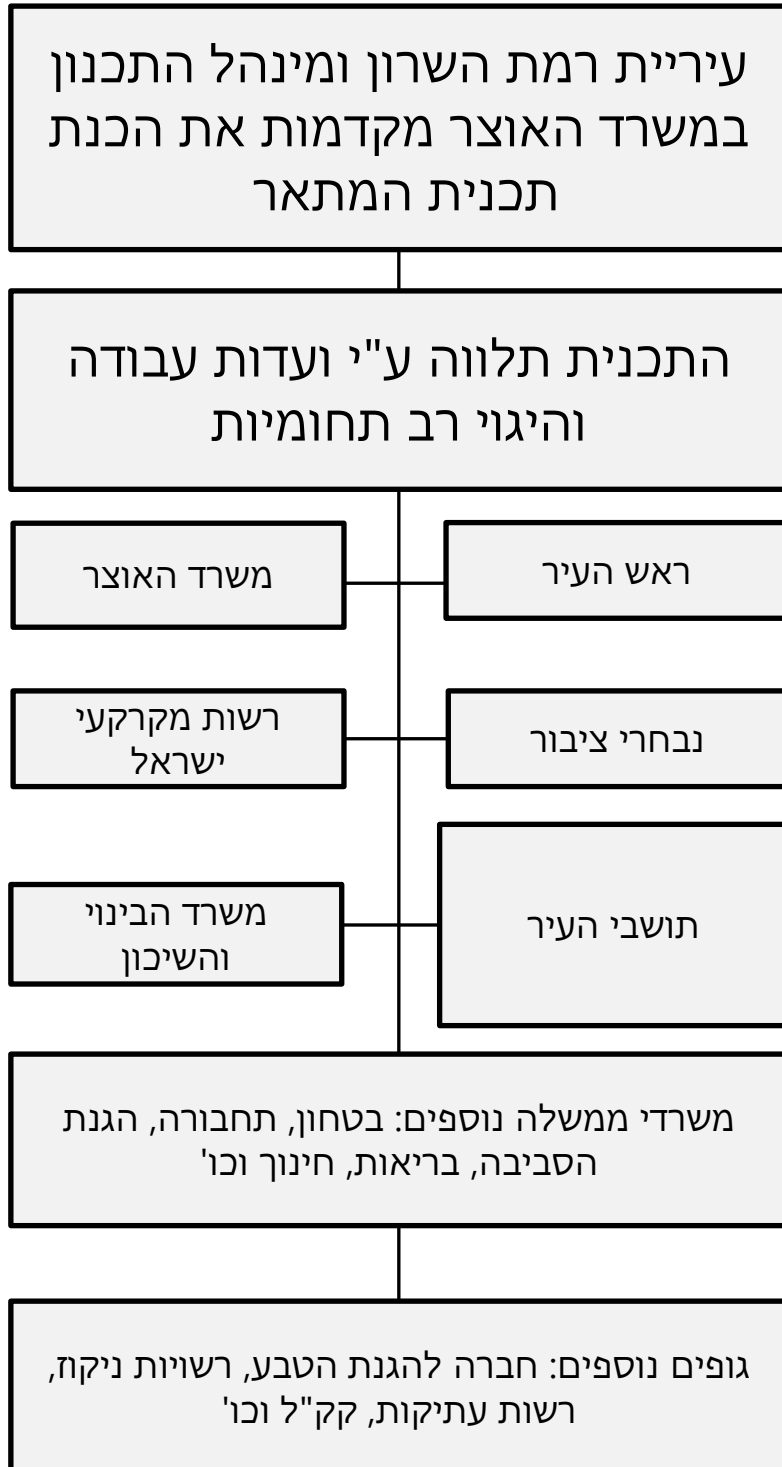 עיריית רמת השרון ומינהל התכנון
במשרד האוצר מקדמות את הכנת
תכנית המתאר
התכנית תלווה ע"י ועדות עבודה
והיגוי רב תחומיות
ראש העיר
משרד האוצר
נבחרי ציבור
רשות מקרקעי
ישראל
תושבי העיר
משרד הבינוי
והשיכון
משרדי ממשלה נוספים: בטחון, תחבורה, הגנת
הסביבה, בריאות, חינוך וכו'
גופים נוספים: חברה להגנת הטבע, רשויות ניקוז,
רשות עתיקות, קק"ל וכו'